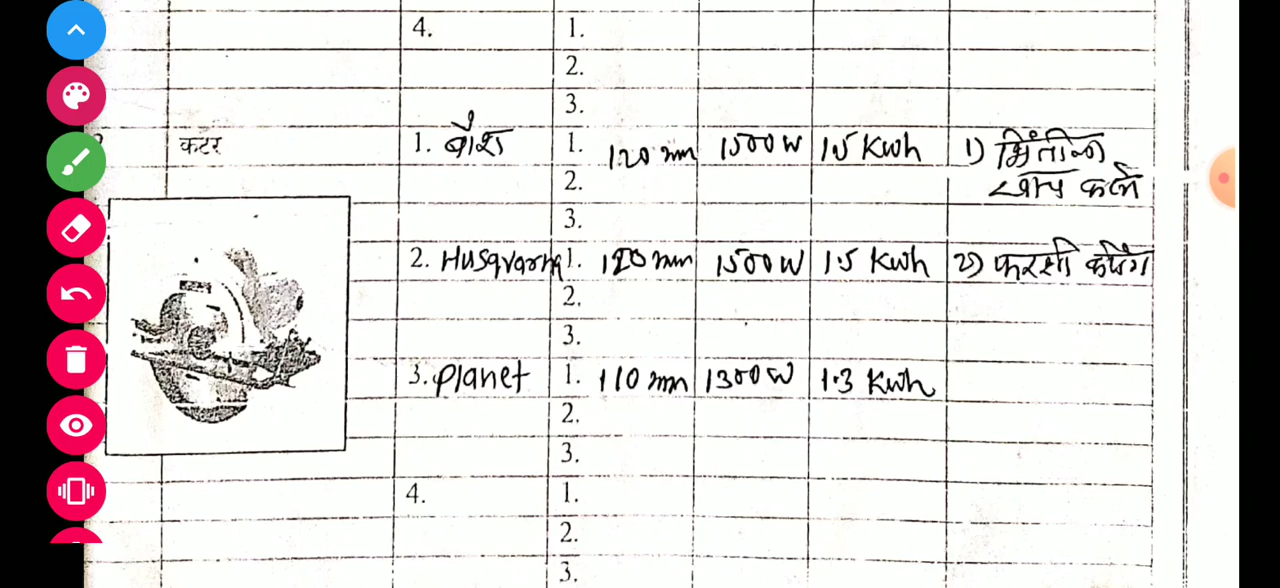 4. 1.
2.
3.
कटर 1. बॉश 1. 120 mm 1500W 1.5 Kwh 1) भिंतीला
2. खाच करणे
3.
2. Husqvarna 1. 120 mm 1500W 1.5 Kwh 2) फरशी कटिंग
2.
3.
3. Planet 1. 110 mm 1300W 1.3 Kwh
2.
3.
4. 1.
2.
3.